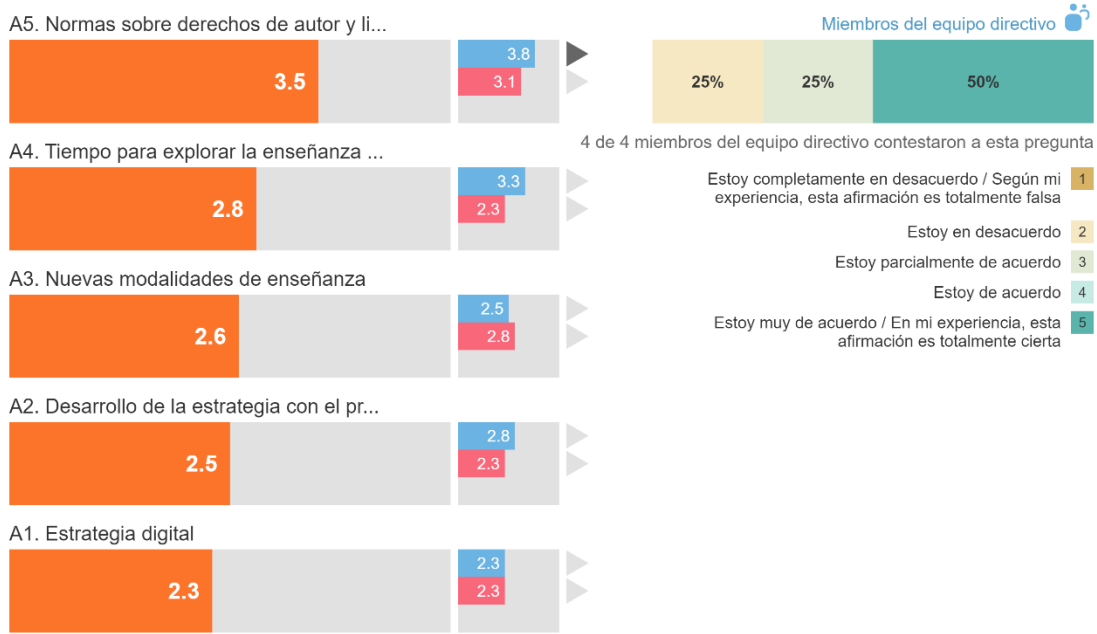 A5. Normas sobre derechos de autor y li...
3.5
3.8
3.1
A4. Tiempo para explorar la enseñanza ...
2.8
3.3
2.3
A3. Nuevas modalidades de enseñanza
2.6
2.5
2.8
A2. Desarrollo de la estrategia con el pr...
2.5
2.8
2.3
A1. Estrategia digital
2.3
2.3
2.3
Miembros del equipo directivo
25% 25% 50%
4 de 4 miembros del equipo directivo contestaron a esta pregunta
Estoy completamente en desacuerdo / Según mi 1
experiencia, esta afirmación es totalmente falsa
Estoy en desacuerdo 2
Estoy parcialmente de acuerdo 3
Estoy de acuerdo 4
Estoy muy de acuerdo / En mi experiencia, esta 5
afirmación es totalmente cierta